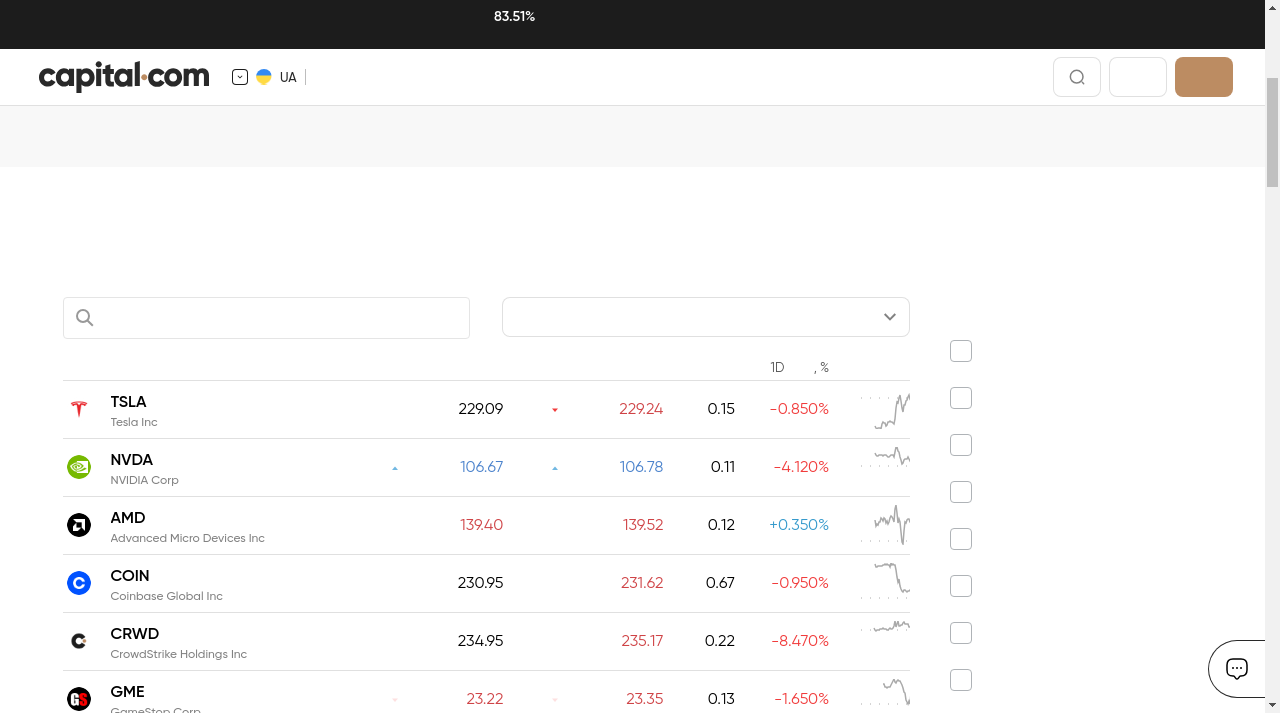 83.51%
capital.com
UA
1D , %
TSLA 229.09 229.24 0.15 -0.850%
Tesla Inc
NVDA 106.67 106.78 0.11 -4.120%
NVIDIA Corp
AMD 139.40 139.52 0.12 +0.350%
Advanced Micro Devices Inc
COIN 230.95 231.62 0.67 -0.950%
Coinbase Global Inc
CRWD 234.95 235.17 0.22 -8.470%
CrowdStrike Holdings Inc
GME 23.22 23.35 0.13 -1.650%
GameStop Corp